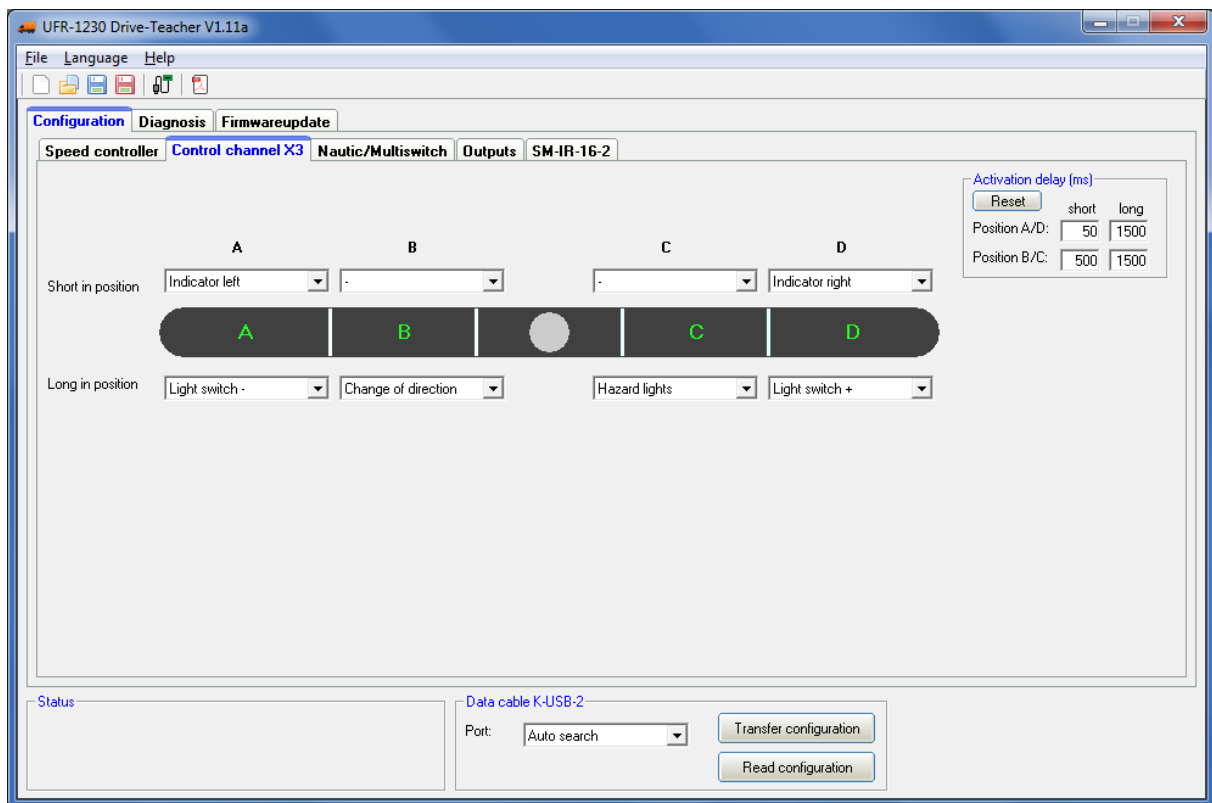 UFR-1230 Drive-Teacher V1.11a
File Language Help
Configuration Diagnosis Firmwareupdate
Speed controller Control channel X3 Nautic/Multiswitch Outputs SM-IR-16-2
Activation delay (ms)
Reset short long
Position A/D: 50 1500
Position B/C: 500 1500
A B C D
Short in position Indicator left - - Indicator right
A B C D
Long in position Light switch - Change of direction Hazard lights Light switch +
Status
Data cable K-USB-2
Port: Auto search
Transfer configuration
Read configuration